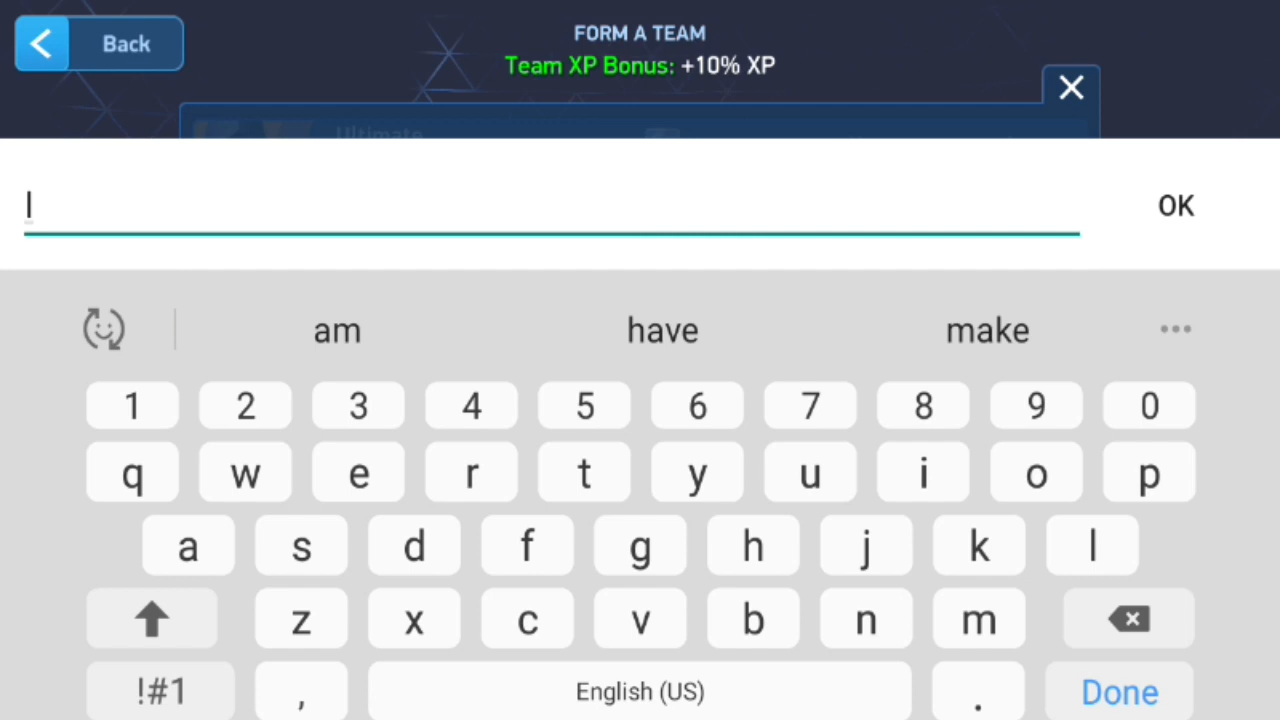 Back
FORM A TEAM
Team XP Bonus: +10% XP
Ultimate
I
OK
am have make
1 2 3 4 5 6 7 8 9 0
q w e r t y u i o p
a s d f g h j k l
z x c v b n m
!#1 , English (US) . Done